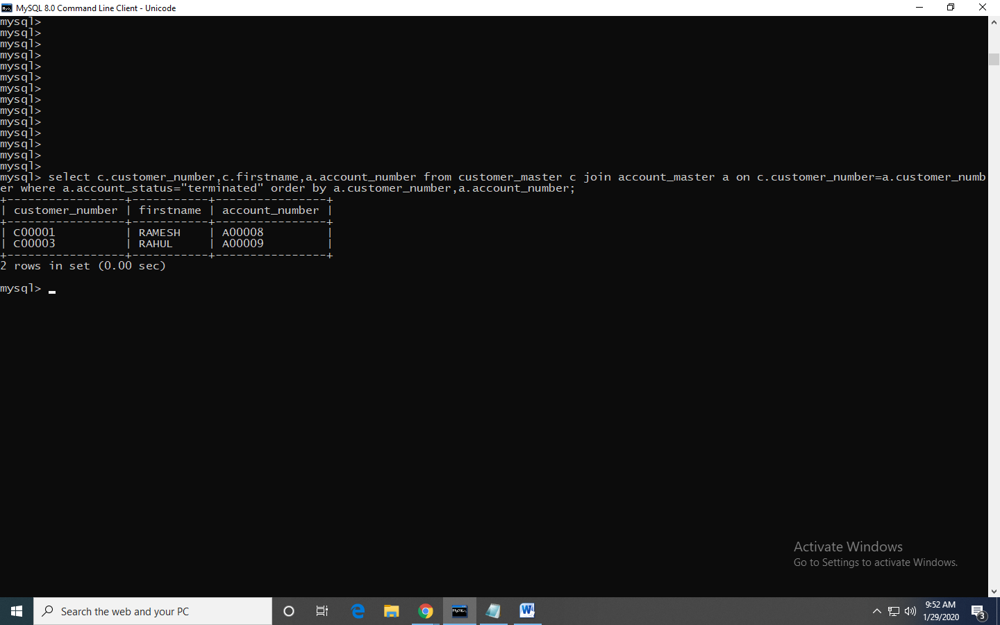 MySQL 8.0 Command Line Client - Unicode
mysql>
mysql>
mysql>
mysql>
mysql>
mysql>
mysql>
mysql>
mysql>
mysql>
mysql>
mysql>
mysql>
mysql>
mysql> select c.customer_number,c.firstname,a.account_number from customer_master c join account_master a on c.customer_number=a.customer_numb
er where a.account_status="terminated" order by a.customer_number,a.account_number;
+-----------------+-----------+----------------+
| customer_number | firstname | account_number |
+-----------------+-----------+----------------+
| C00001          | RAMESH    | A00008         |
| C00003          | RAHUL     | A00009         |
+-----------------+-----------+----------------+
2 rows in set (0.00 sec)
mysql> _
Activate Windows
Go to Settings to activate Windows.
Search the web and your PC
9:52 AM
1/29/2020
3